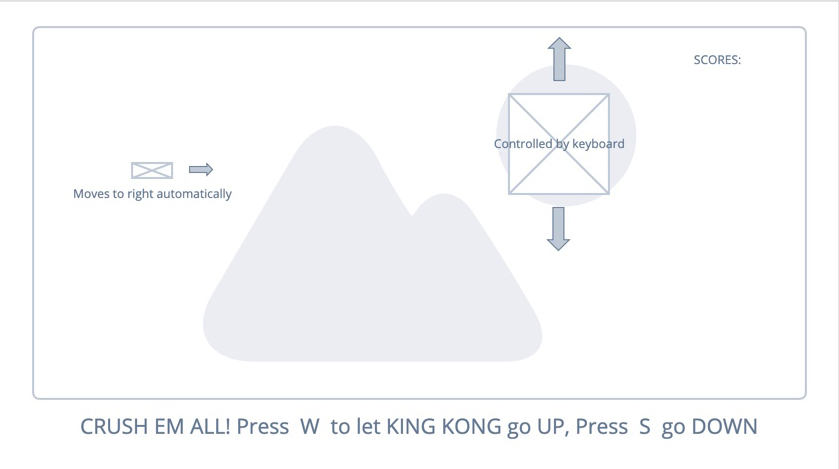 SCORES:
Controlled by keyboard
Moves to right automatically
CRUSH EM ALL! Press W to let KING KONG go UP, Press S go DOWN